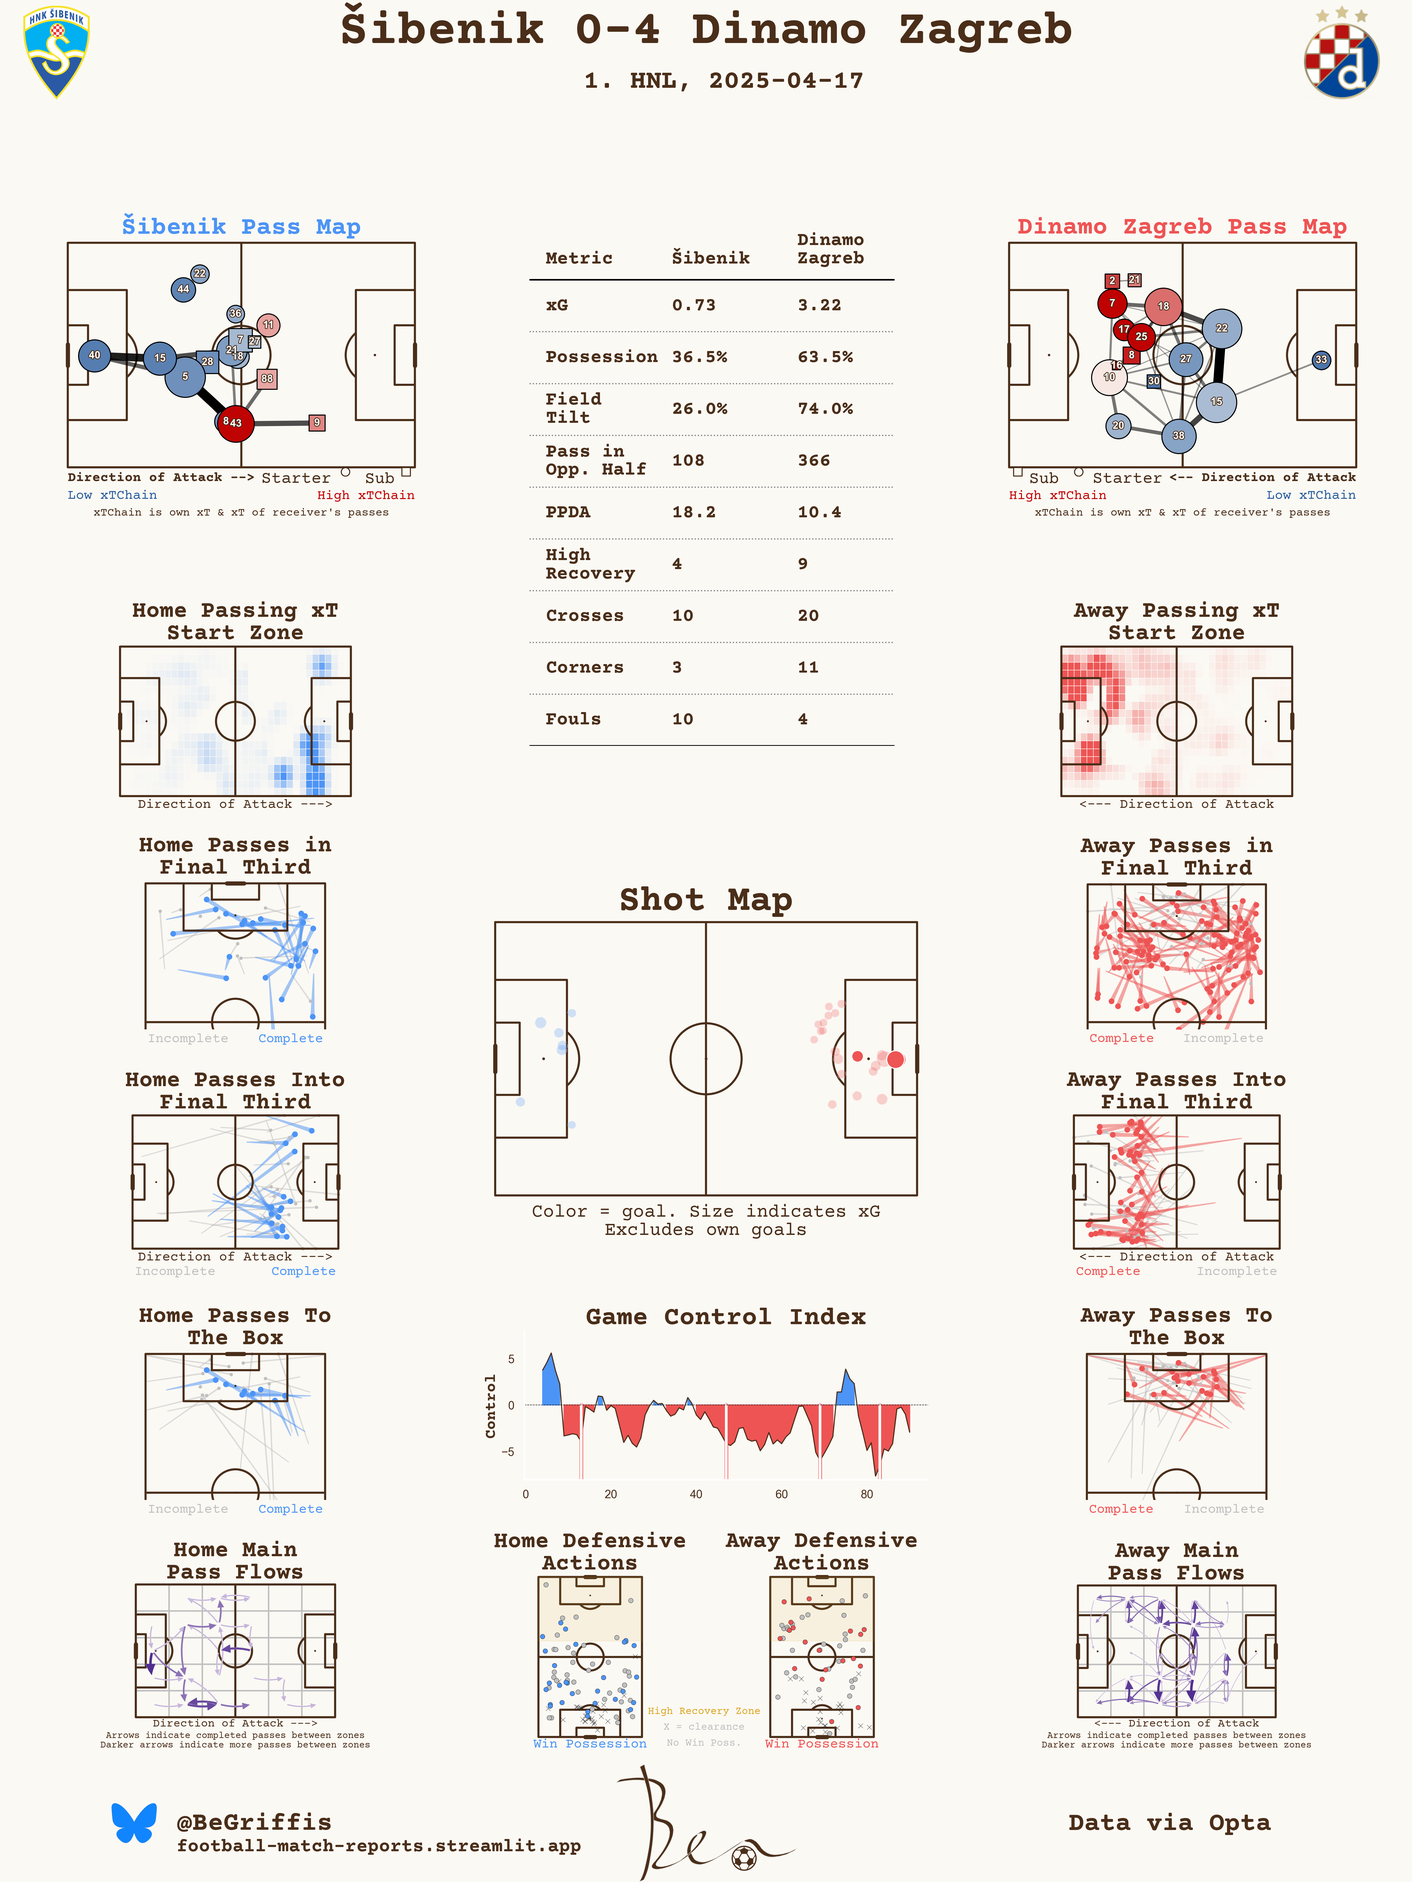 HNK ŠIBENIK
Šibenik 0-4 Dinamo Zagreb
1. HNL, 2025-04-17
Šibenik Pass Map
22
44
36
11
7
27
21
18
40
15
28
5
88
8
43
9
Direction of Attack --> Starter Sub
Low xTChain High xTChain
xTChain is own xT & xT of receiver's passes
Metric Šibenik Dinamo Zagreb
xG 0.73 3.22
Possession 36.5% 63.5%
Field Tilt 26.0% 74.0%
Pass in Opp. Half 108 366
PPDA 18.2 10.4
High Recovery 4 9
Crosses 10 20
Corners 3 11
Fouls 10 4
Dinamo Zagreb Pass Map
2
21
7
18
17
25
22
8
27
33
16
10
30
15
20
38
Sub Starter <-- Direction of Attack
High xTChain Low xTChain
xTChain is own xT & xT of receiver's passes
Home Passing xT
Start Zone
Direction of Attack --->
Away Passing xT
Start Zone
<--- Direction of Attack
Home Passes in
Final Third
Incomplete Complete
Shot Map
Color = goal. Size indicates xG
Excludes own goals
Away Passes in
Final Third
Complete Incomplete
Home Passes Into
Final Third
Direction of Attack --->
Incomplete Complete
Away Passes Into
Final Third
<--- Direction of Attack
Complete Incomplete
Home Passes To
The Box
Incomplete Complete
Game Control Index
Control
5
0
−5
0 20 40 60 80
Away Passes To
The Box
Complete Incomplete
Home Main
Pass Flows
Direction of Attack --->
Arrows indicate completed passes between zones
Darker arrows indicate more passes between zones
Home Defensive
Actions
Win Possession
High Recovery Zone
X = clearance
No Win Poss.
Away Defensive
Actions
Win Possession
Away Main
Pass Flows
<--- Direction of Attack
Arrows indicate completed passes between zones
Darker arrows indicate more passes between zones
@BeGriffis
football-match-reports.streamlit.app
Ben
Data via Opta